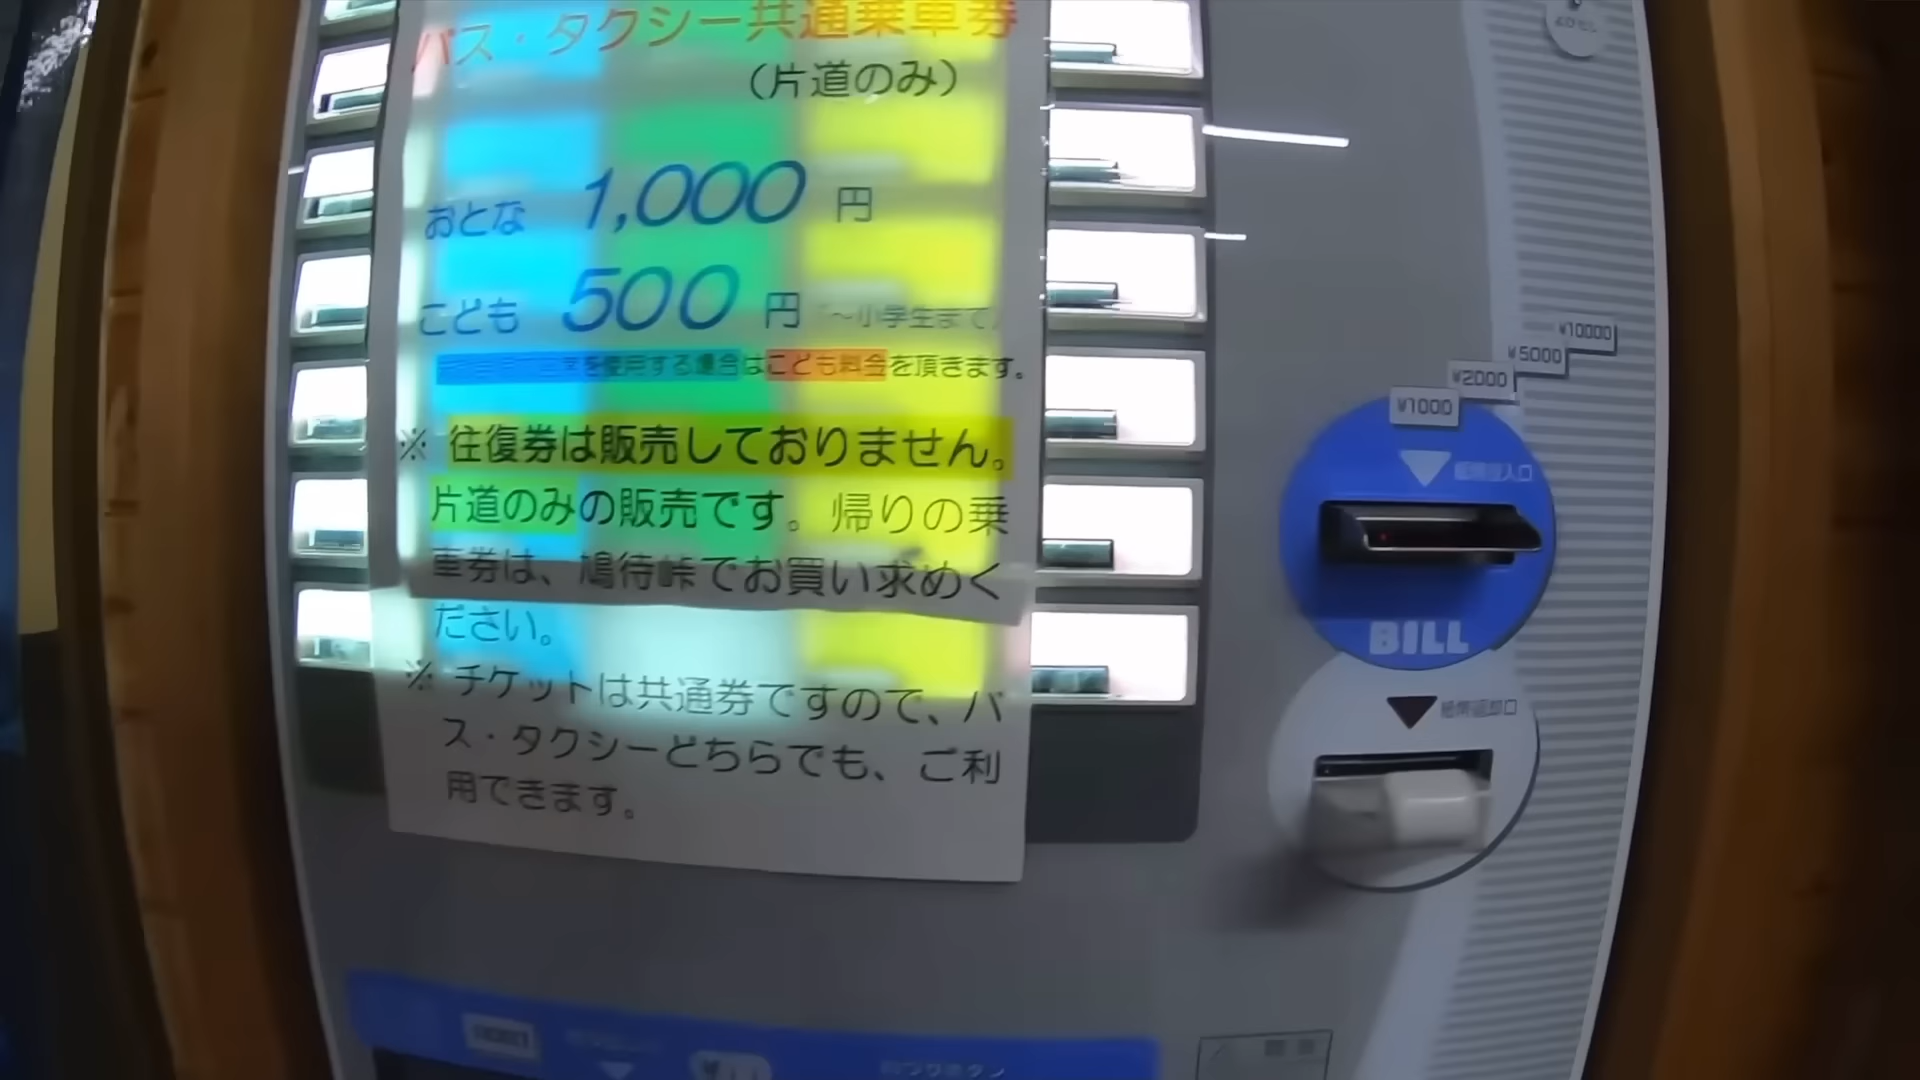 バス・タクシー共通乗車券
（片道のみ）
おとな 1,000 円
こども 500 円 （～小学生まで）
を使用する場合はこども料金を頂きます。
※ 往復券は販売しておりません。
片道のみの販売です。帰りの乗
車券は、鳩待峠でお買い求めく
ださい。
※ チケットは共通券ですので、バ
ス・タクシーどちらでも、ご利
用できます。
¥10000
¥5000
¥2000
¥1000
紙幣挿入口
BILL
紙幣返却口